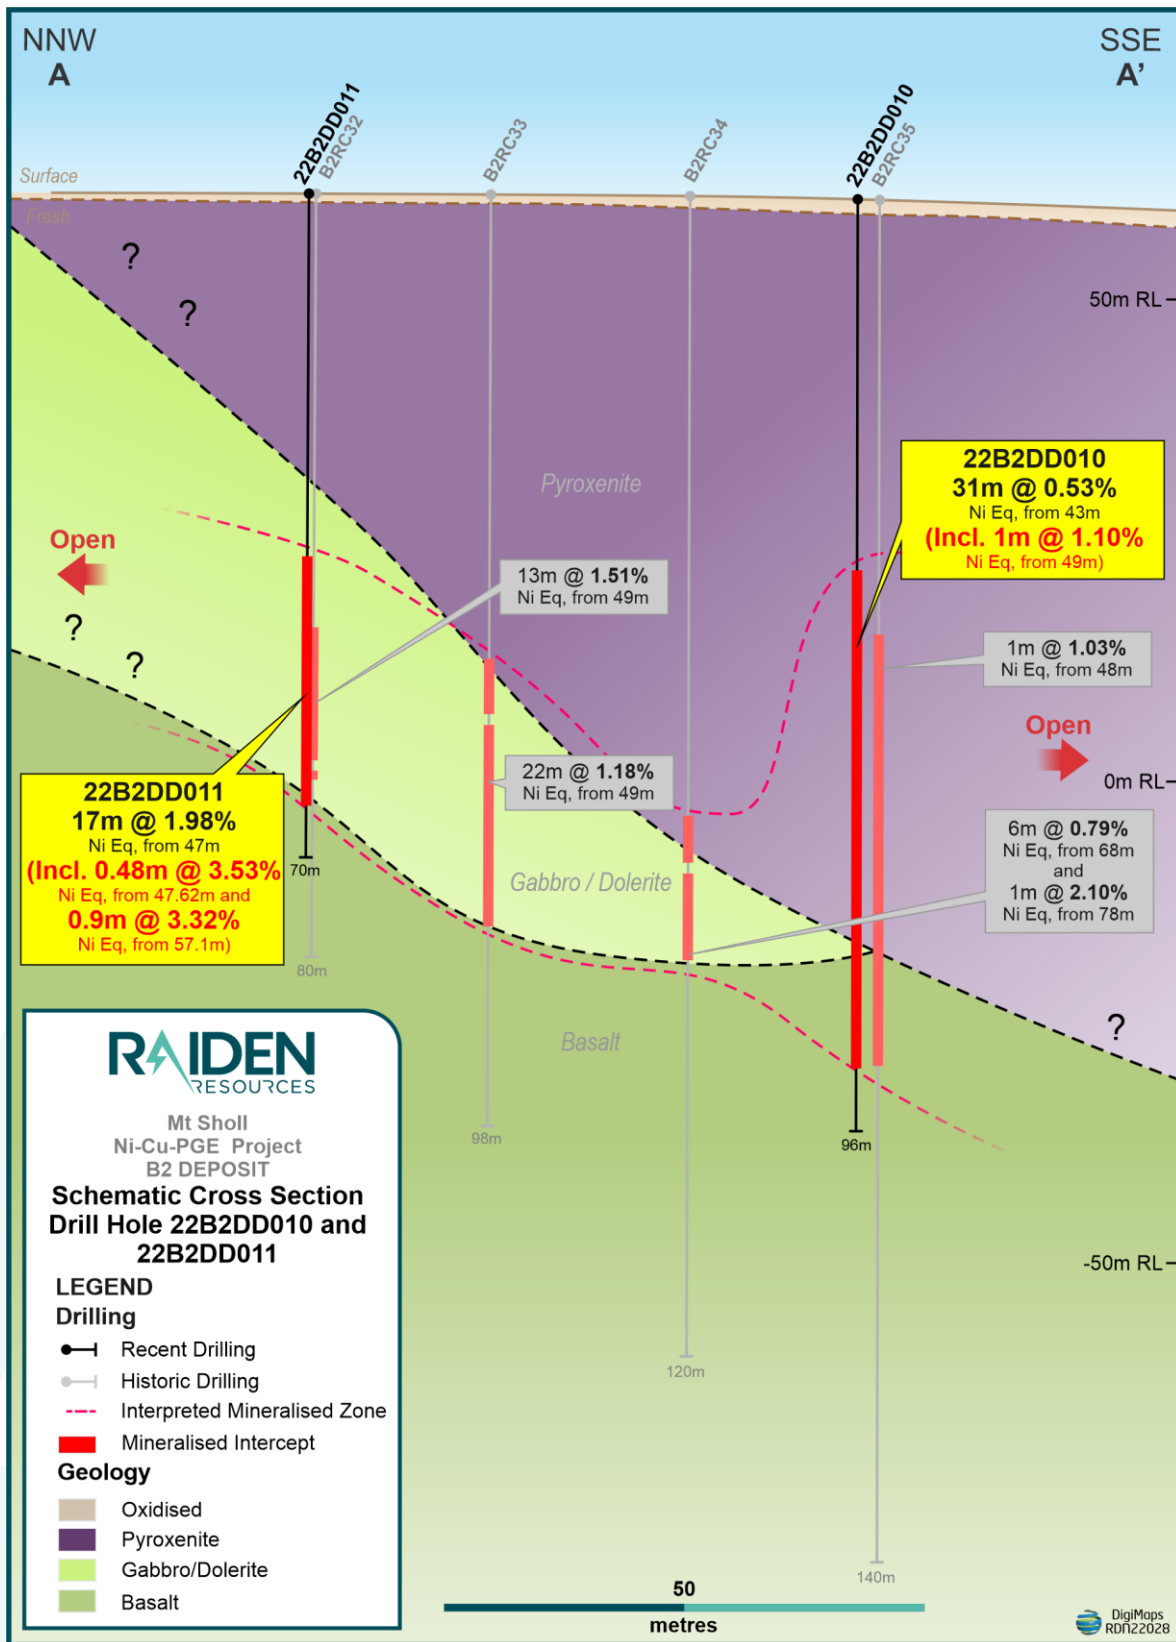 NNW
A
SSE
A’
22B2DD011
B2RC32
B2RC33
B2RC34
22B2DD010
B2RC35
Surface
Fresh
?
?
50m RL
Pyroxenite
22B2DD010
31m @ 0.53%
Ni Eq, from 43m
(Incl. 1m @ 1.10%
Ni Eq, from 49m)
Open
13m @ 1.51%
Ni Eq, from 49m
?
?
1m @ 1.03%
Ni Eq, from 48m
Open
22m @ 1.18%
Ni Eq, from 49m
0m RL
22B2DD011
17m @ 1.98%
Ni Eq, from 47m
(Incl. 0.48m @ 3.53%
Ni Eq, from 47.62m and
0.9m @ 3.32%
Ni Eq, from 57.1m)
6m @ 0.79%
Ni Eq, from 68m
and
1m @ 2.10%
Ni Eq, from 78m
70m
Gabbro / Dolerite
80m
Basalt
?
98m
96m
-50m RL
120m
140m
RAIDEN
RESOURCES
Mt Sholl
Ni-Cu-PGE Project
B2 DEPOSIT
Schematic Cross Section
Drill Hole 22B2DD010 and
22B2DD011
LEGEND
Drilling
Recent Drilling
Historic Drilling
Interpreted Mineralised Zone
Mineralised Intercept
Geology
Oxidised
Pyroxenite
Gabbro/Dolerite
Basalt
50
metres
DigiMaps
RDN22028